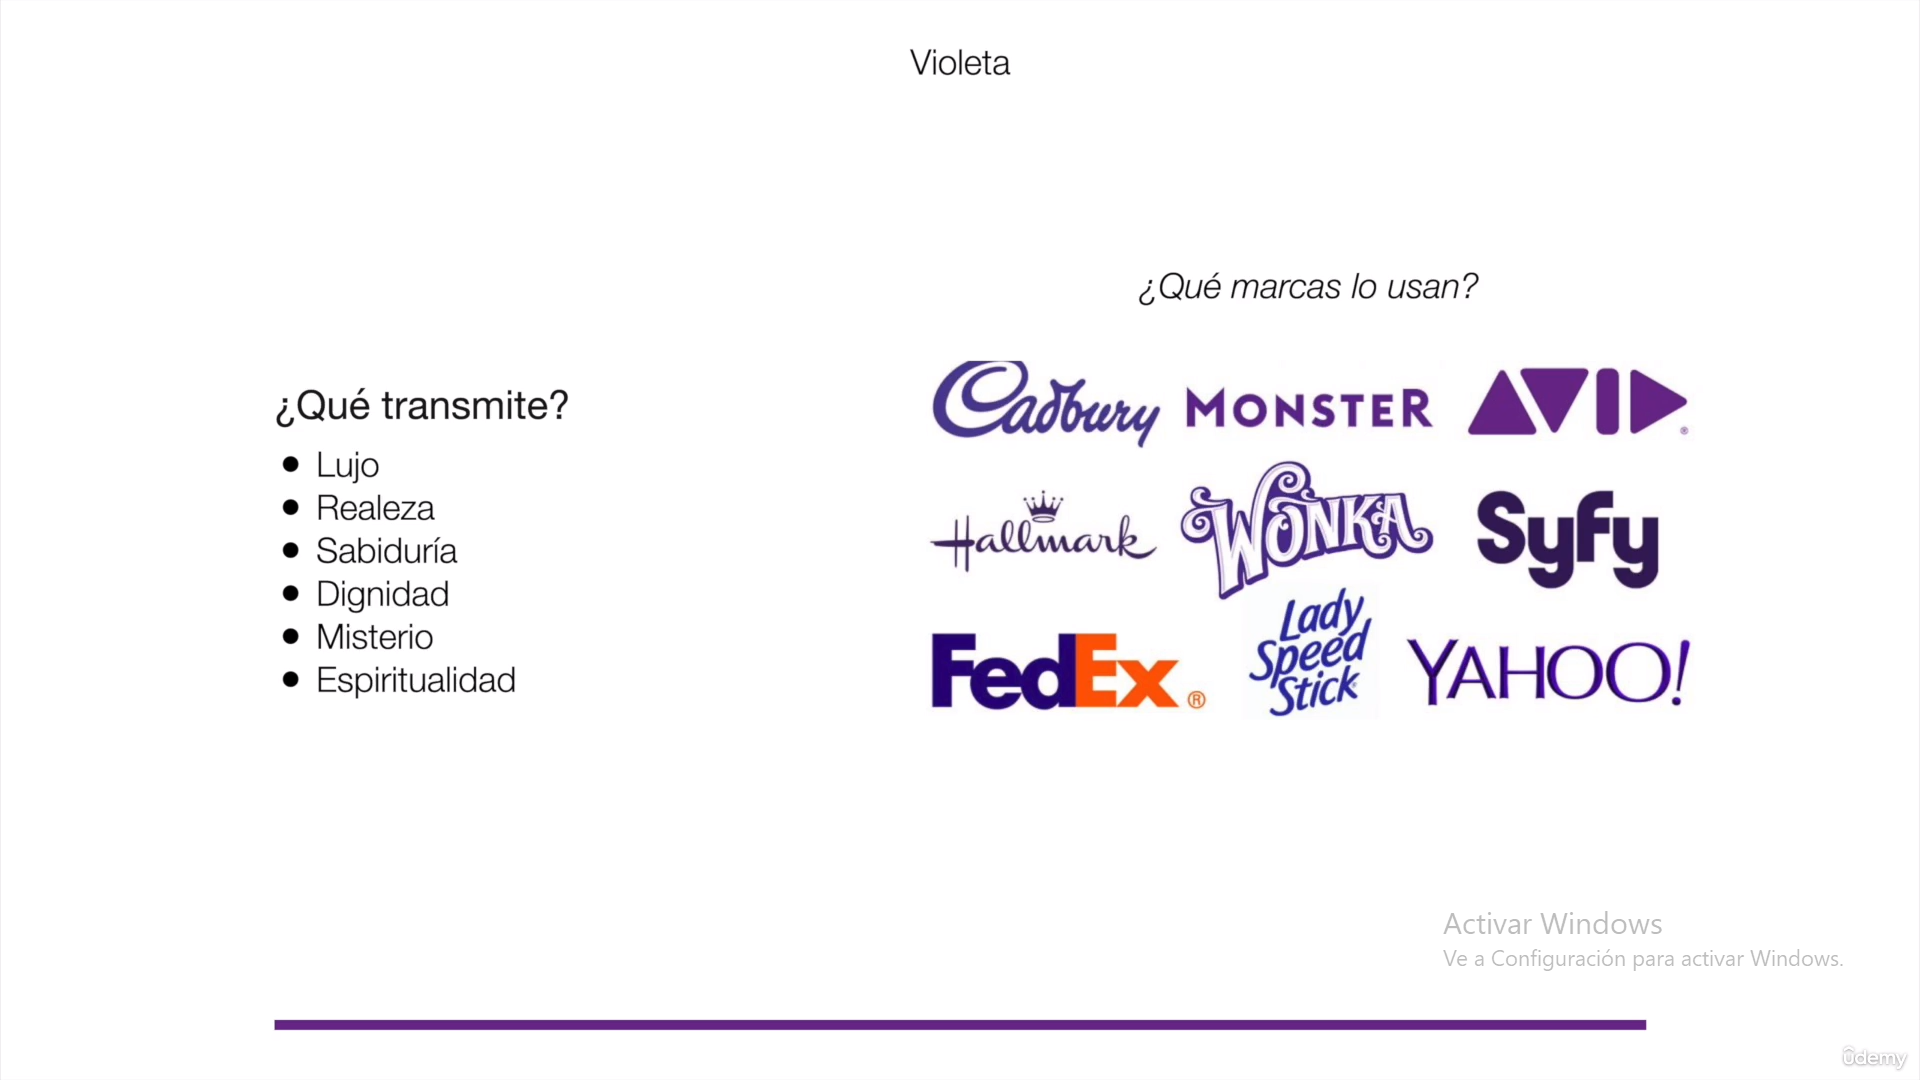 Violeta
¿Qué transmite?
● Lujo
● Realeza
● Sabiduría
● Dignidad
● Misterio
● Espiritualidad
¿Qué marcas lo usan?
Cadbury MONSTER AVID ®
Hallmark WONKA Syfy
FedEx ® Lady Speed Stick YAHOO!
Activar Windows
Ve a Configuración para activar Windows.
ûdemy